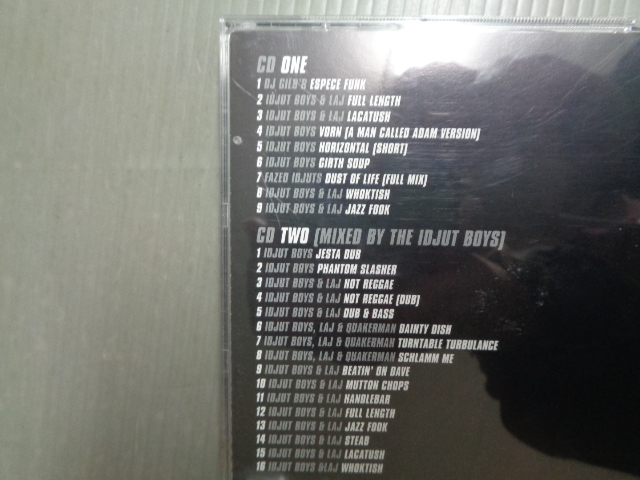 CD ONE
1 DJ GILB'R ESPECE FUNK
2 IDJUT BOYS & LAJ FULL LENGTH
3 IDJUT BOYS & LAJ LACATUSH
4 IDJUT BOYS VORN (A MAN CALLED ADAM VERSION)
5 IDJUT BOYS HORIZONTAL (SHORT)
6 IDJUT BOYS GIRTH SOUP
7 FAZED IDJUTS DUST OF LIFE (FULL MIX)
8 IDJUT BOYS & LAJ WHOKTISH
9 IDJUT BOYS & LAJ JAZZ FOOK
CD TWO (MIXED BY THE IDJUT BOYS)
1 IDJUT BOYS JESTA DUB
2 IDJUT BOYS PHANTOM SLASHER
3 IDJUT BOYS & LAJ NOT REGGAE
4 IDJUT BOYS & LAJ NOT REGGAE (DUB)
5 IDJUT BOYS & LAJ DUB & BASS
6 IDJUT BOYS, LAJ & QUAKERMAN DAINTY DISH
7 IDJUT BOYS, LAJ & QUAKERMAN TURNTABLE TURBULANCE
8 IDJUT BOYS, LAJ & QUAKERMAN SCHLAMM ME
9 IDJUT BOYS & LAJ BEATIN' ON DAVE
10 IDJUT BOYS & LAJ MUTTON CHOPS
11 IDJUT BOYS & LAJ HANDLEBAR
12 IDJUT BOYS & LAJ FULL LENGTH
13 IDJUT BOYS & LAJ JAZZ FOOK
14 IDJUT BOYS & LAJ STEAB
15 IDJUT BOYS & LAJ LACATUSH
16 IDJUT BOYS &LAJ WHOKTISH